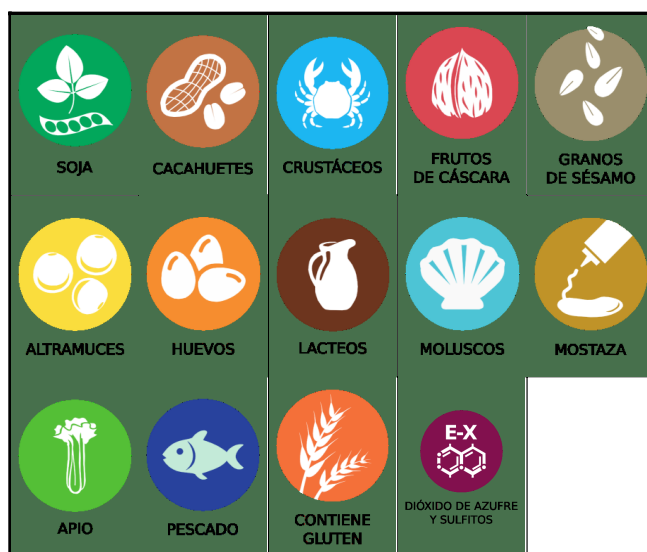 SOJA
CACAHUETES
CRUSTÁCEOS
FRUTOS
DE CÁSCARA
GRANOS
DE SÉSAMO
ALTRAMUCES
HUEVOS
LACTEOS
MOLUSCOS
MOSTAZA
APIO
PESCADO
CONTIENE
GLUTEN
E-X
DIÓXIDO DE AZUFRE
Y SULFITOS